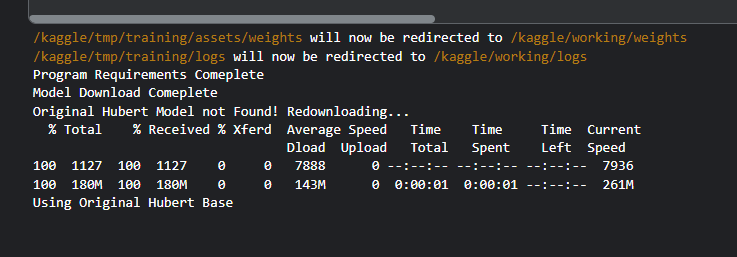 /kaggle/tmp/training/assets/weights will now be redirected to /kaggle/working/weights
/kaggle/tmp/training/logs will now be redirected to /kaggle/working/logs
Program Requirements Comeplete
Model Download Comeplete
Original Hubert Model not Found! Redownloading...
  % Total    % Received % Xferd  Average Speed   Time    Time     Time  Current
                                 Dload  Upload   Total   Spent    Left  Speed
100  1127  100  1127    0     0   7888      0 --:--:-- --:--:-- --:--:--  7936
100  180M  100  180M    0     0   143M      0  0:00:01  0:00:01 --:--:--  261M
Using Original Hubert Base